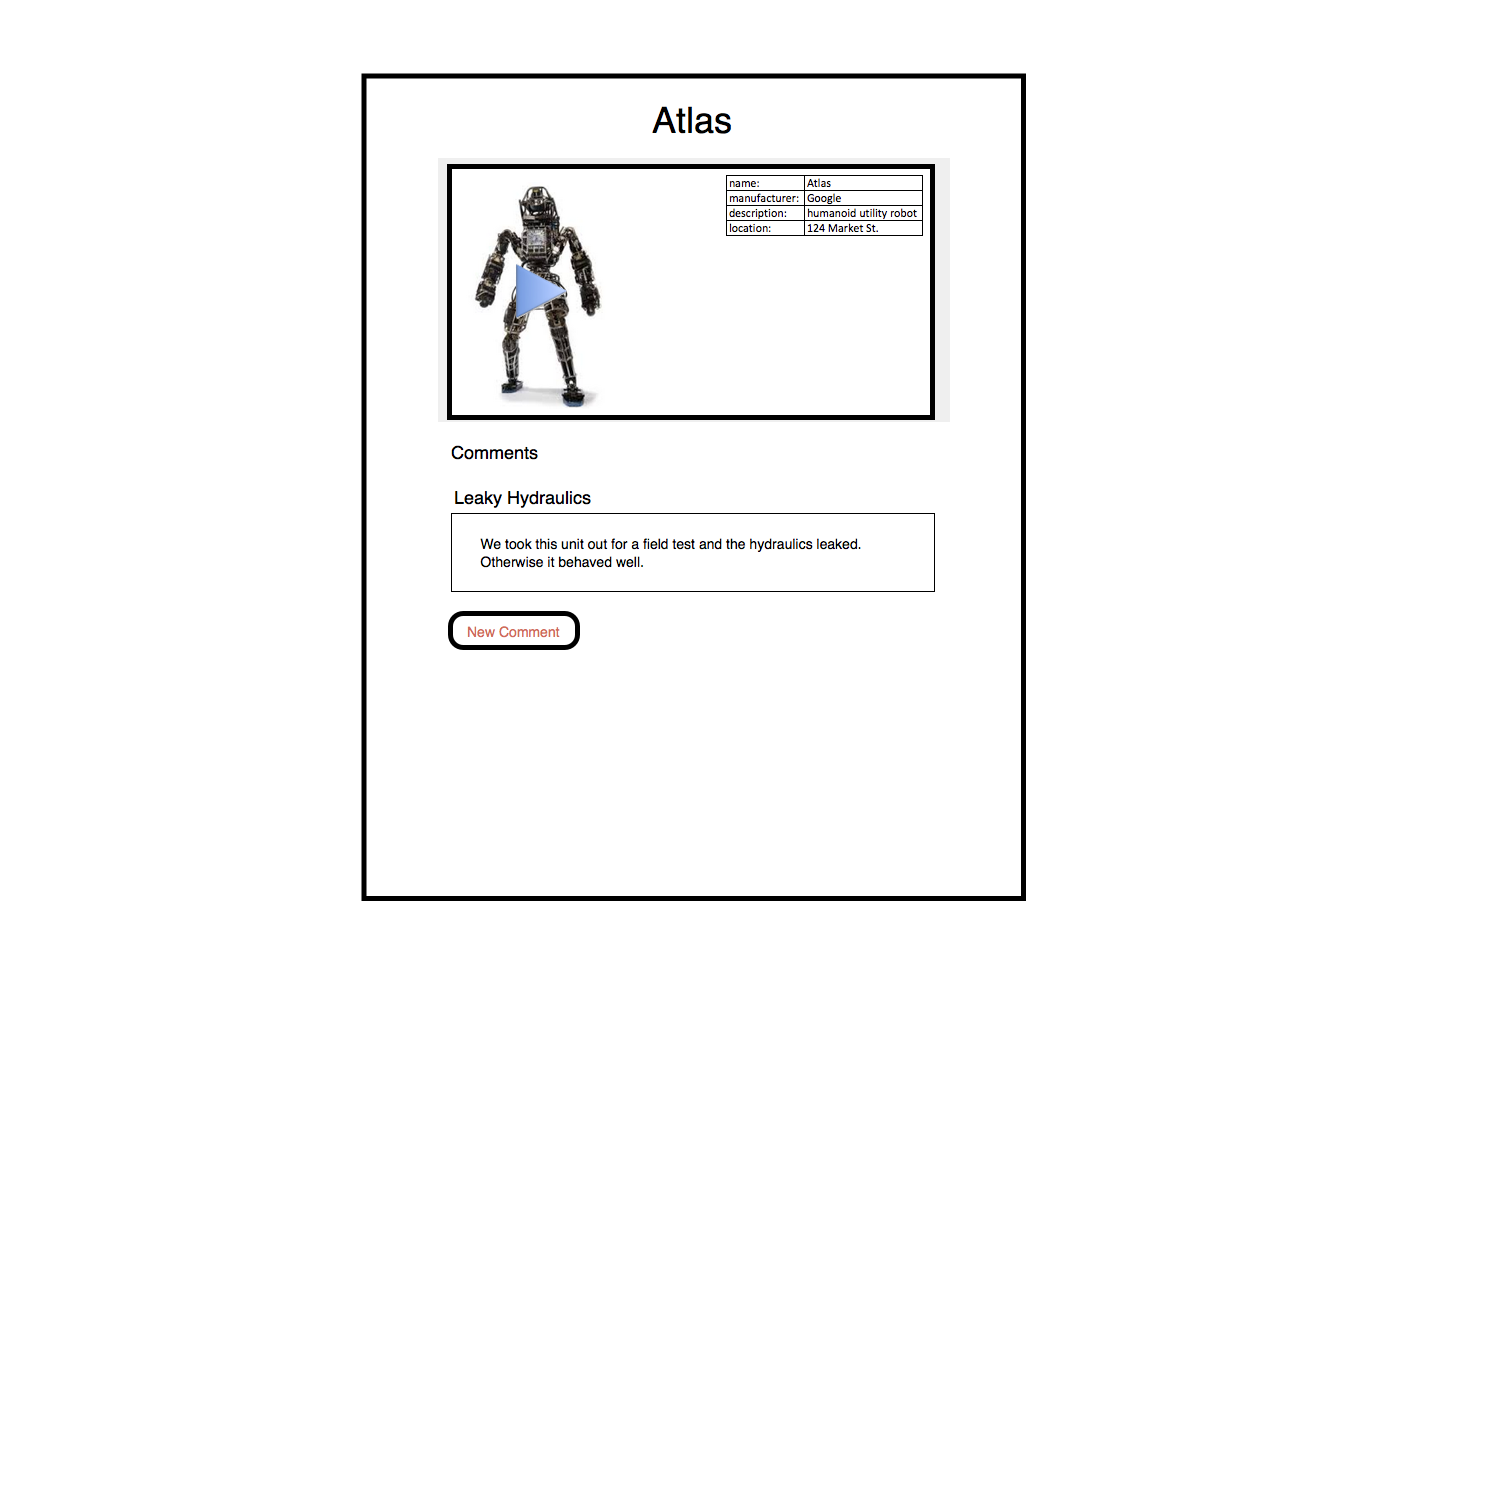 Atlas
name: Atlas
manufacturer: Google
description: humanoid utility robot
location: 124 Market St.
Comments
Leaky Hydraulics
We took this unit out for a field test and the hydraulics leaked.
Otherwise it behaved well.
New Comment